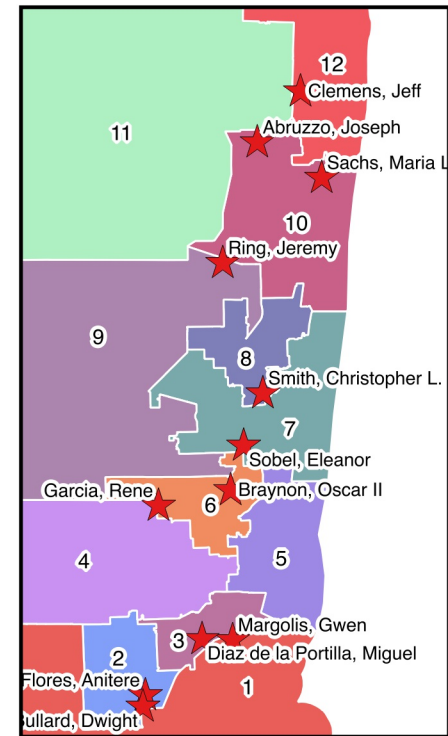 12
Clemens, Jeff
11
Abruzzo, Joseph
Sachs, Maria L
10
Ring, Jeremy
9
8
Smith, Christopher L.
7
Sobel, Eleanor
Garcia, Rene
Braynon, Oscar II
6
4
5
Margolis, Gwen
3
Diaz de la Portilla, Miguel
2
Flores, Anitere
1
Bullard, Dwight